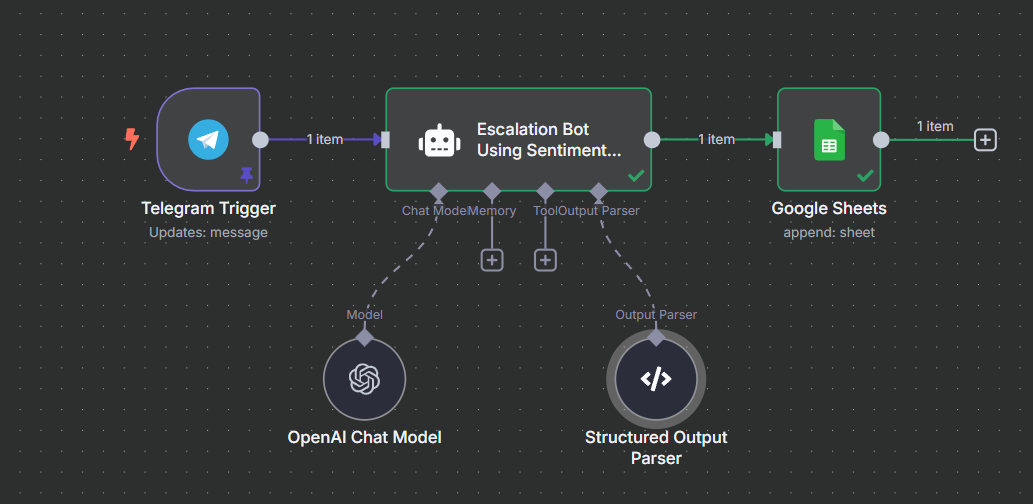 1 item
Escalation Bot
Using Sentiment...
1 item
1 item
Telegram Trigger
Updates: message
Chat Model
Memory
Tool
Output Parser
Google Sheets
append: sheet
Model
Output Parser
OpenAI Chat Model
Structured Output
Parser